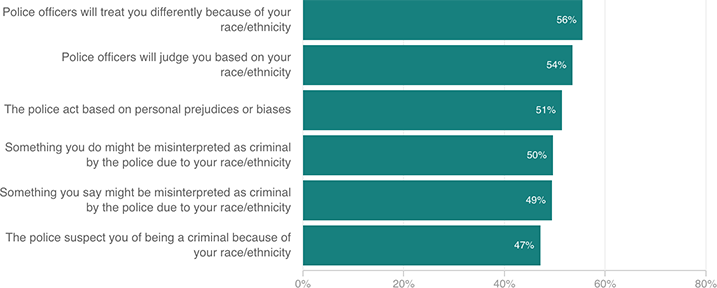 Police officers will treat you differently because of your
race/ethnicity
56%
Police officers will judge you based on your
race/ethnicity
54%
The police act based on personal prejudices or biases
51%
Something you do might be misinterpreted as criminal
by the police due to your race/ethnicity
50%
Something you say might be misinterpreted as criminal
by the police due to your race/ethnicity
49%
The police suspect you of being a criminal because of
your race/ethnicity
47%
0% 20% 40% 60% 80%